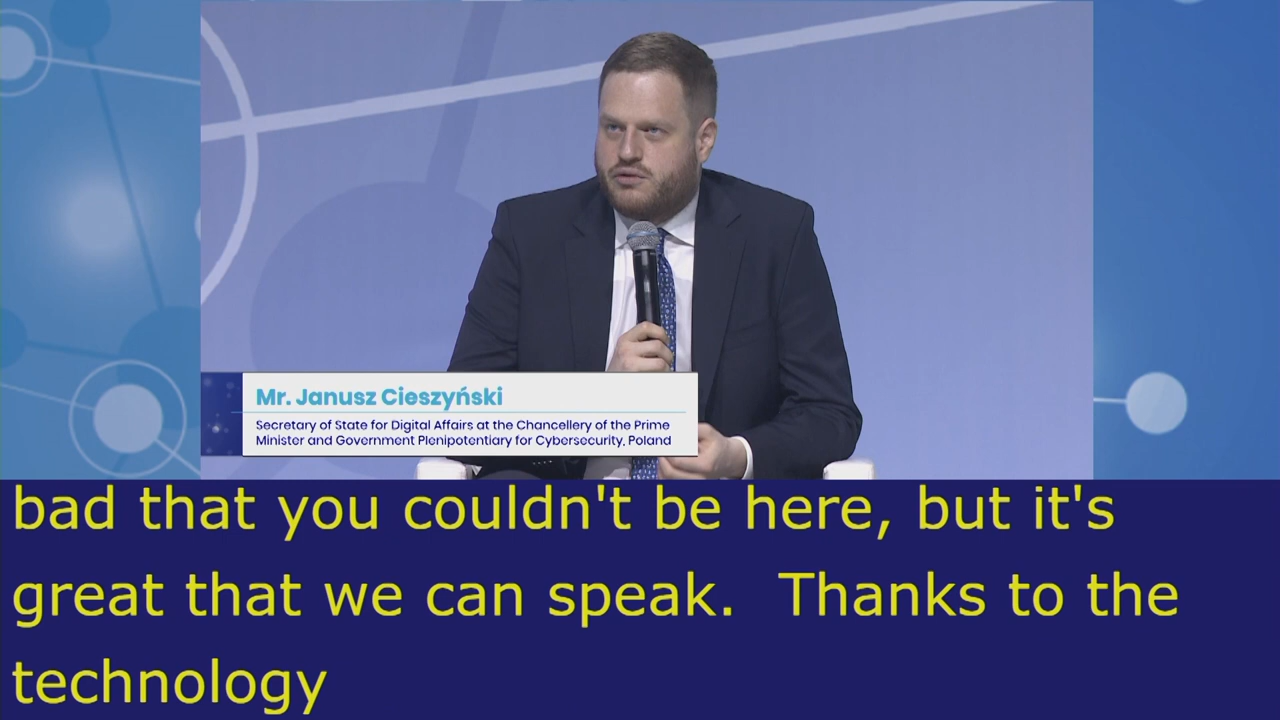 Mr. Janusz Cieszyński
Secretary of State for Digital Affairs at the Chancellery of the Prime
Minister and Government Plenipotentiary for Cybersecurity, Poland
bad that you couldn't be here, but it's
great that we can speak.  Thanks to the
technology